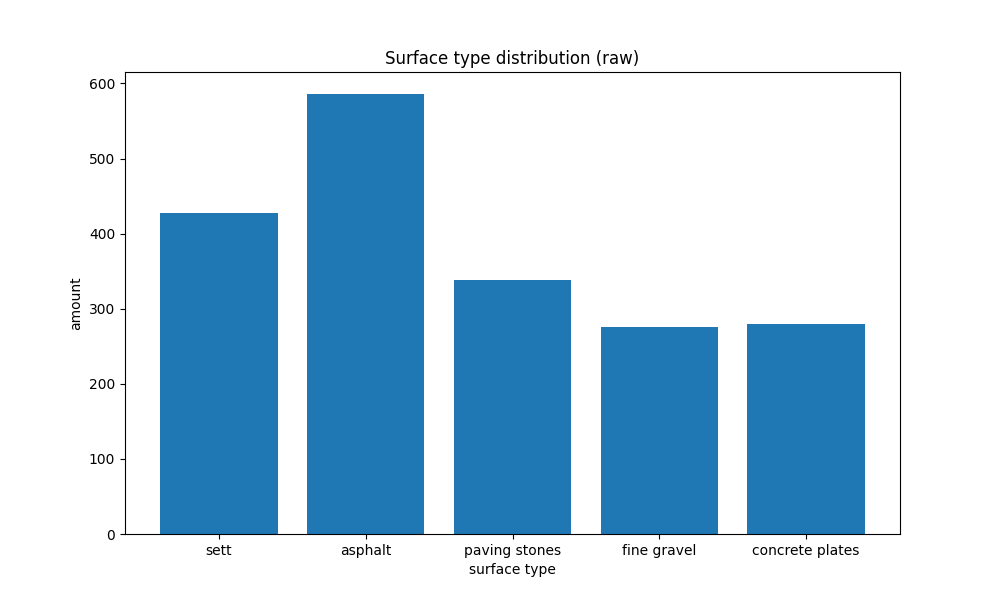 Surface type distribution (raw)
600
500
400
300
200
100
0
amount
sett
asphalt
paving stones
fine gravel
concrete plates
surface type